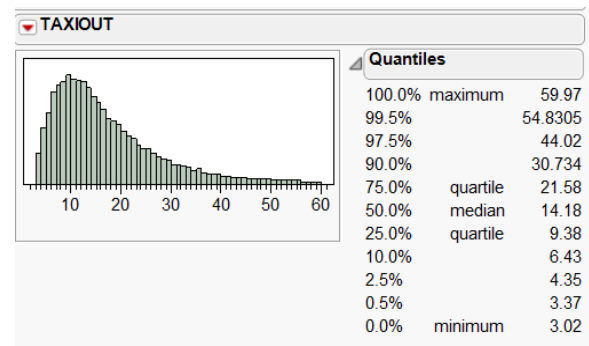 TAXIOUT
10 20 30 40 50 60
Quantiles
100.0% maximum 59.97
99.5% 54.8305
97.5% 44.02
90.0% 30.734
75.0% quartile 21.58
50.0% median 14.18
25.0% quartile 9.38
10.0% 6.43
2.5% 4.35
0.5% 3.37
0.0% minimum 3.02